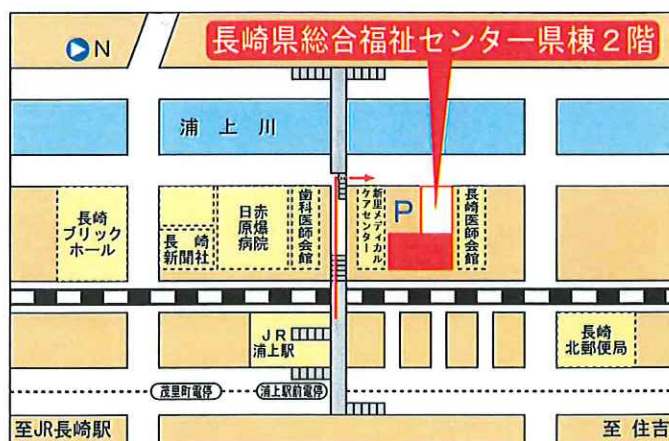 N
長崎県総合福祉センター県棟2階
浦上川
長崎
ブリック
ホール
長崎
新聞社
日赤
原爆
病院
歯科医師会館
新里メディカル
ケアセンター
P
長崎医師会館
JR
浦上駅
長崎
北郵便局
茂里町電停
浦上駅前電停
至JR長崎駅
至 住吉